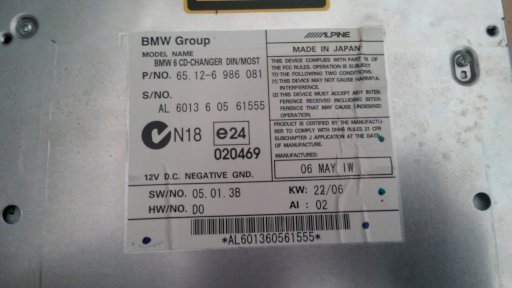 BMW Group
MODEL NAME
BMW 6 CD-CHANGER DIN/MOST
P/NO. 65.12-6 986 081
S/NO.
AL 6013 6 05 61555
N18 e24
020469
12V D.C. NEGATIVE GND.
SW/NO. 05.01.3B
HW/NO. D0
ALPINE
MADE IN JAPAN
THIS DEVICE COMPLIES WITH PART 15 OF
THE FCC RULES. OPERATION IS SUBJECT
TO THE FOLLOWING TWO CONDITIONS:
(1) THIS DEVICE MAY NOT CAUSE HARMFUL
INTERFERENCE.
(2) THIS DEVICE MUST ACCEPT ANY INTER-
FERENCE RECEIVED INCLUDING INTER-
FERENCE THAT MAY CAUSE UNDESIRED
OPERATION.
PRODUCT IS CERTIFIED BY THE MANUFACTU-
RER TO COMPLY WITH DHHS RULES 21 CFR
SUBCHAPTER J APPLICABLE AT THE DATE
OF MANUFACTURE.
MANUFACTURED:
06 MAY IW
KW: 22/06
AI : 02
*AL601360561555*